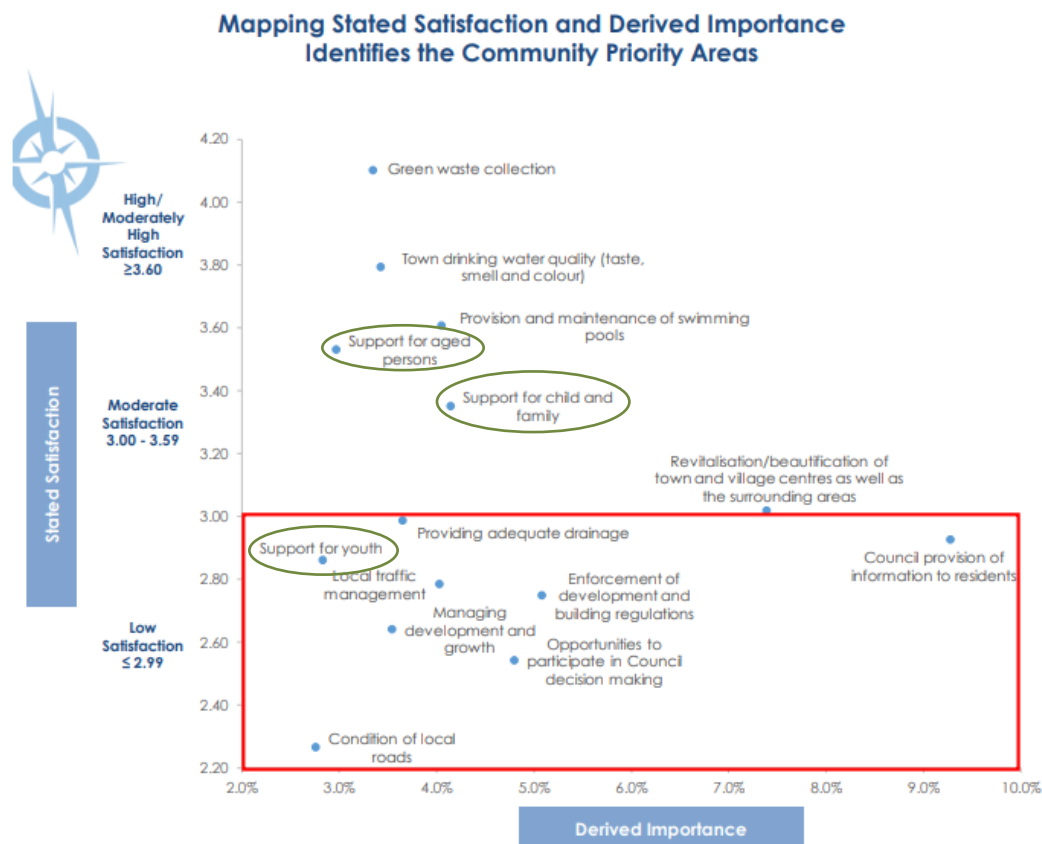 Mapping Stated Satisfaction and Derived Importance
Identifies the Community Priority Areas
4.20
Green waste collection
4.00
High/
Moderately
High
Satisfaction
≥3.60
3.80
Town drinking water quality (taste,
smell and colour)
3.60
Provision and maintenance of swimming
pools
Support for aged
persons
3.40
Support for child and
family
Moderate
Satisfaction
3.00 - 3.59
Stated Satisfaction
3.20
Revitalisation/beautification of
town and village centres as well as
the surrounding areas
3.00
Providing adequate drainage
Support for youth
Council provision of
information to residents
2.80
Local traffic
management
Enforcement of
development and
building regulations
Managing
development and
growth
2.60
Low
Satisfaction
≤ 2.99
Opportunities to
participate in Council
decision making
2.40
Condition of local
roads
2.20
2.0%
3.0%
4.0%
5.0%
6.0%
7.0%
8.0%
9.0%
10.0%
Derived Importance